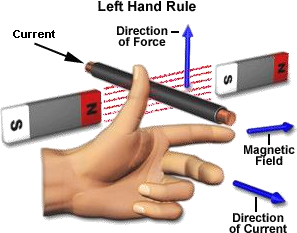 Left Hand Rule
Current
Direction
of Force
S
N
S
N
Magnetic
Field
Direction
of Current